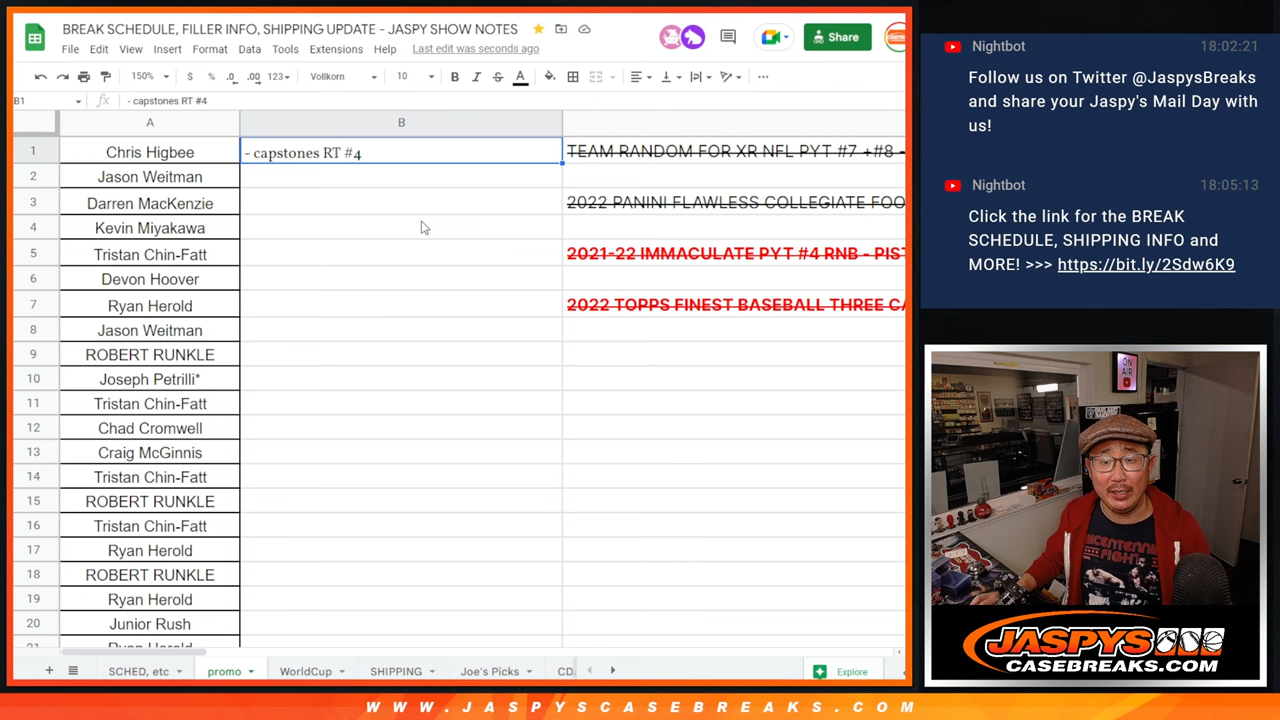 BREAK SCHEDULE, FILLER INFO, SHIPPING UPDATE - JASPY SHOW NOTES
File Edit View Insert Format Data Tools Extensions Help Last edit was seconds ago
Share
150% $ % .0 .00 123 Vollkorn 10 B I S A
B1 fx - capstones RT #4
A B
1 Chris Higbee - capstones RT #4 TEAM RANDOM FOR XR NFL PYT #7 +#8 -
2 Jason Weitman
3 Darren MacKenzie 2022 PANINI FLAWLESS COLLEGIATE FOO
4 Kevin Miyakawa
5 Tristan Chin-Fatt 2021-22 IMMACULATE PYT #4 RNB - PIST
6 Devon Hoover
7 Ryan Herold 2022 TOPPS FINEST BASEBALL THREE CA
8 Jason Weitman
9 ROBERT RUNKLE
10 Joseph Petrilli*
11 Tristan Chin-Fatt
12 Chad Cromwell
13 Craig McGinnis
14 Tristan Chin-Fatt
15 ROBERT RUNKLE
16 Tristan Chin-Fatt
17 Ryan Herold
18 ROBERT RUNKLE
19 Ryan Herold
20 Junior Rush
21 Ryan Herold
SCHED, etc promo WorldCup SHIPPING Joe's Picks CD Explore
Nightbot 18:02:21
Follow us on Twitter @JaspysBreaks
and share your Jaspy's Mail Day with
us!
Nightbot 18:05:13
Click the link for the BREAK
SCHEDULE, SHIPPING INFO and
MORE! >>> https://bit.ly/2Sdw6K9
ON
AIR
JASPYS
CASEBREAKS.COM
WWW.JASPYSCASEBREAKS.COM